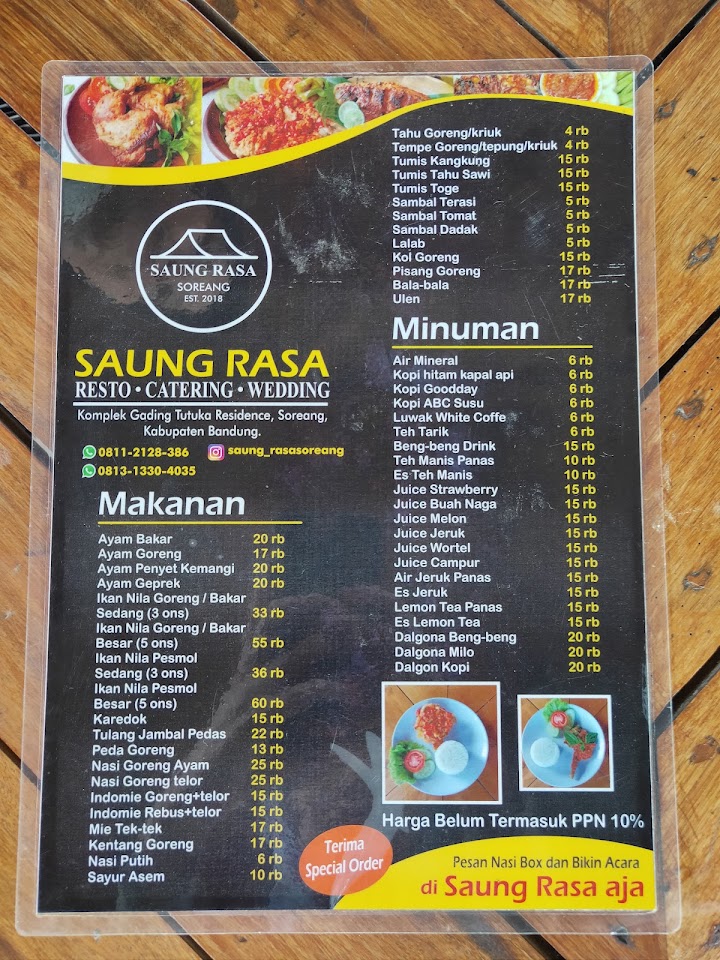 SAUNG RASA
SOREANG
EST. 2018
SAUNG RASA
RESTO • CATERING • WEDDING
Komplek Gading Tutuka Residence, Soreang,
Kabupaten Bandung.
0811-2128-386 saung_rasasoreang
0813-1330-4035
Makanan
Ayam Bakar 20 rb
Ayam Goreng 17 rb
Ayam Penyet Kemangi 20 rb
Ayam Geprek 20 rb
Ikan Nila Goreng / Bakar
Sedang (3 ons) 33 rb
Ikan Nila Goreng / Bakar
Besar (5 ons) 55 rb
Ikan Nila Pesmol
Sedang (3 ons) 36 rb
Ikan Nila Pesmol
Besar (5 ons) 60 rb
Karedok 15 rb
Tulang Jambal Pedas 22 rb
Peda Goreng 13 rb
Nasi Goreng Ayam 25 rb
Nasi Goreng telor 25 rb
Indomie Goreng+telor 15 rb
Indomie Rebus+telor 15 rb
Mie Tek-tek 17 rb
Kentang Goreng 17 rb
Nasi Putih 6 rb
Sayur Asem 10 rb
Tahu Goreng/kriuk 4 rb
Tempe Goreng/tepung/kriuk 4 rb
Tumis Kangkung 15 rb
Tumis Tahu Sawi 15 rb
Tumis Toge 15 rb
Sambal Terasi 5 rb
Sambal Tomat 5 rb
Sambal Dadak 5 rb
Lalab 5 rb
Kol Goreng 15 rb
Pisang Goreng 17 rb
Bala-bala 17 rb
Ulen 17 rb
Minuman
Air Mineral 6 rb
Kopi hitam kapal api 6 rb
Kopi Goodday 6 rb
Kopi ABC Susu 6 rb
Luwak White Coffe 6 rb
Teh Tarik 6 rb
Beng-beng Drink 15 rb
Teh Manis Panas 10 rb
Es Teh Manis 10 rb
Juice Strawberry 15 rb
Juice Buah Naga 15 rb
Juice Melon 15 rb
Juice Jeruk 15 rb
Juice Wortel 15 rb
Juice Campur 15 rb
Air Jeruk Panas 15 rb
Es Jeruk 15 rb
Lemon Tea Panas 15 rb
Es Lemon Tea 15 rb
Dalgona Beng-beng 20 rb
Dalgona Milo 20 rb
Dalgon Kopi 20 rb
Harga Belum Termasuk PPN 10%
Terima
Special Order
Pesan Nasi Box dan Bikin Acara
di Saung Rasa aja